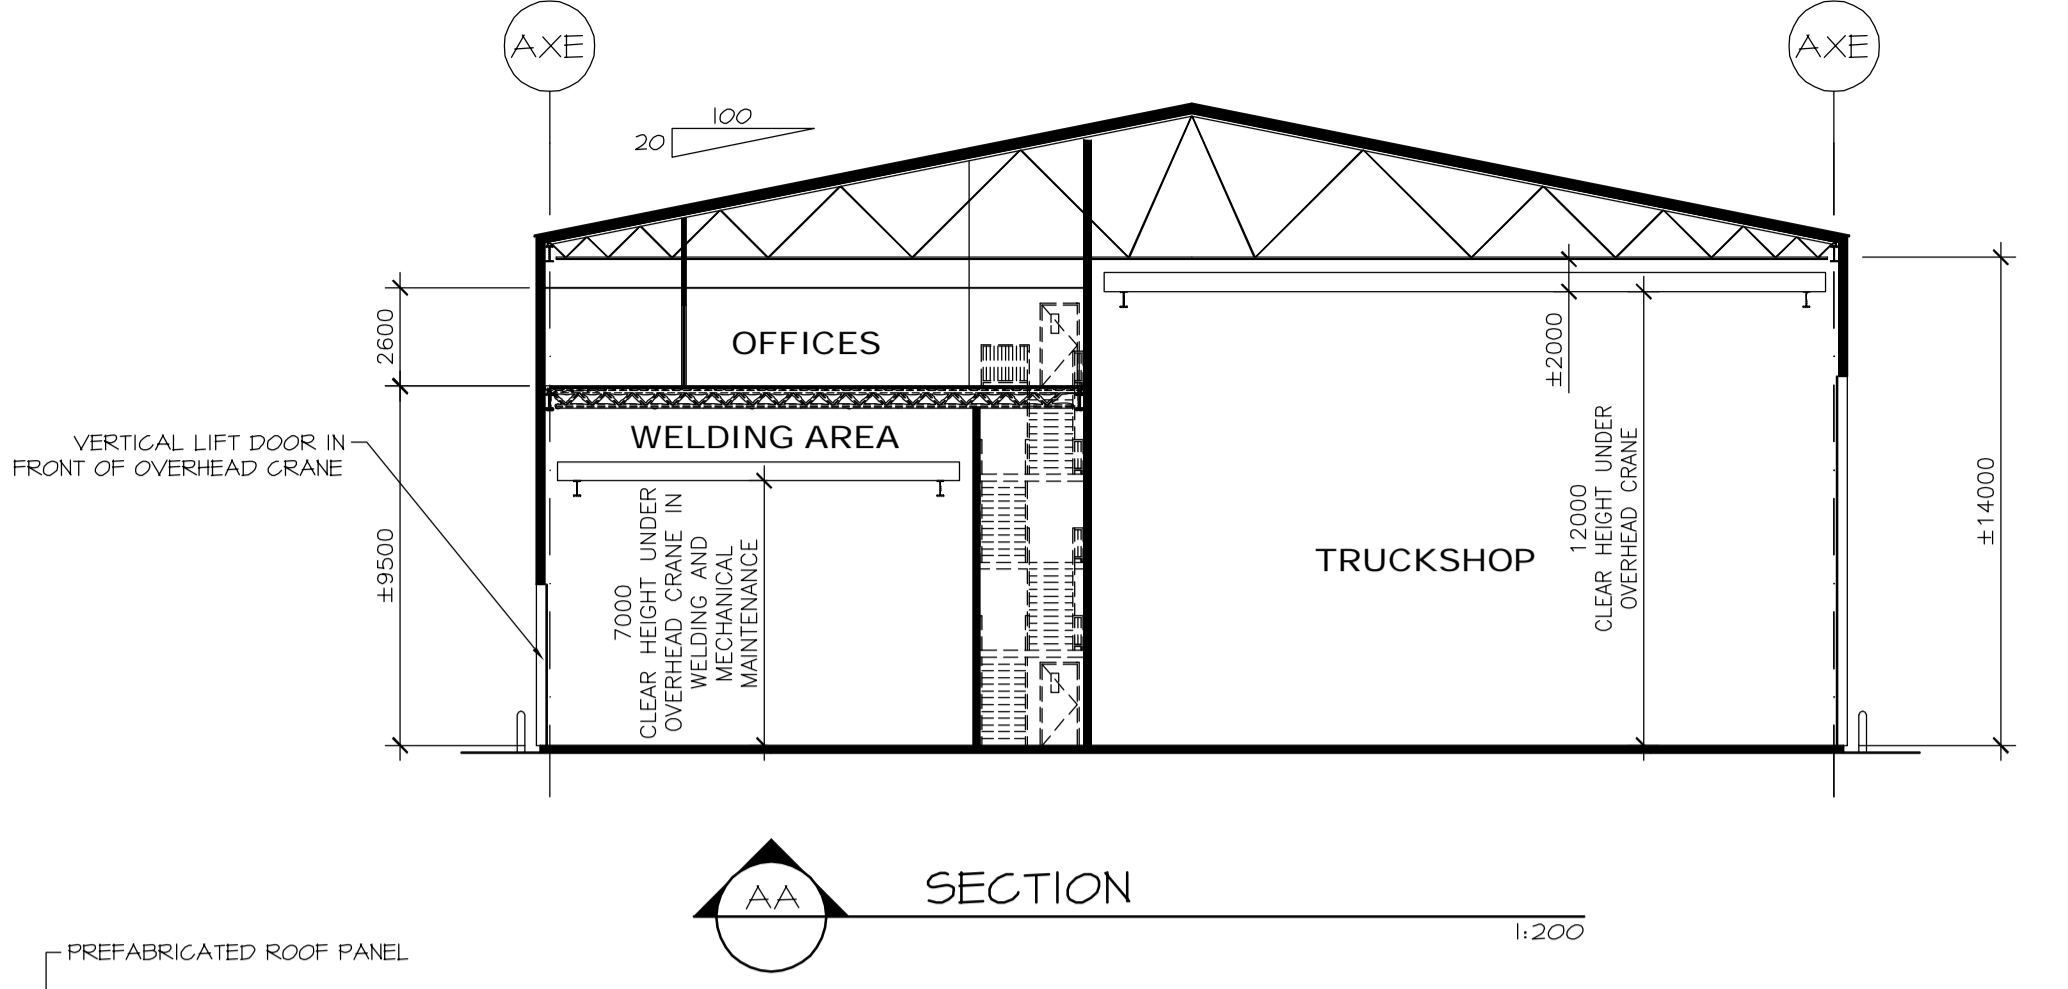 AXE
AXE
100
20
2600
OFFICES
±2000
VERTICAL LIFT DOOR IN
FRONT OF OVERHEAD CRANE
WELDING AREA
±9500
7000
CLEAR HEIGHT UNDER
OVERHEAD CRANE IN
WELDING AND
MECHANICAL
MAINTENANCE
TRUCKSHOP
12000
CLEAR HEIGHT UNDER
OVERHEAD CRANE
±14000
AA
SECTION
1:200
PREFABRICATED ROOF PANEL